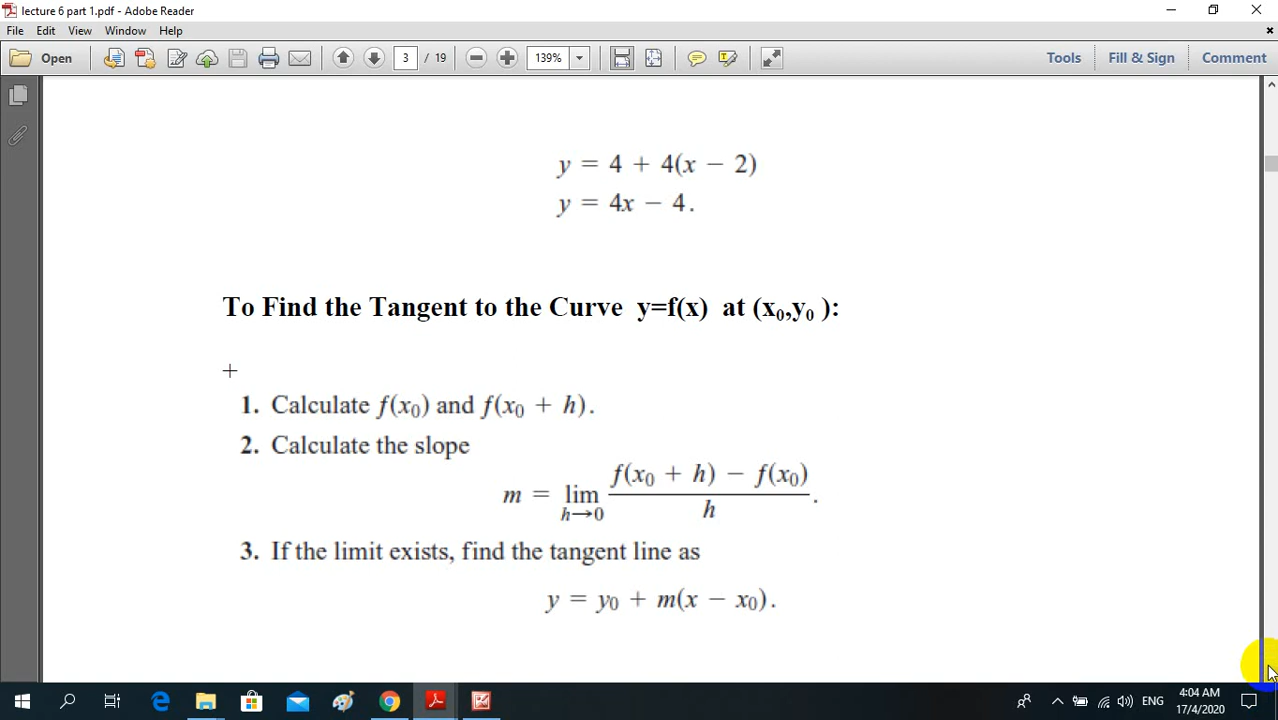 lecture 6 part 1.pdf - Adobe Reader
File Edit View Window Help
Open 3 / 19 139% Tools Fill & Sign Comment
y = 4 + 4(x − 2)
y = 4x − 4.
To Find the Tangent to the Curve y=f(x) at (x₀,y₀ ):
1. Calculate f(x₀) and f(x₀ + h).
2. Calculate the slope
m = lim h→0 f(x₀ + h) − f(x₀) / h .
3. If the limit exists, find the tangent line as
y = y₀ + m(x − x₀).
ENG 4:04 AM
17/4/2020